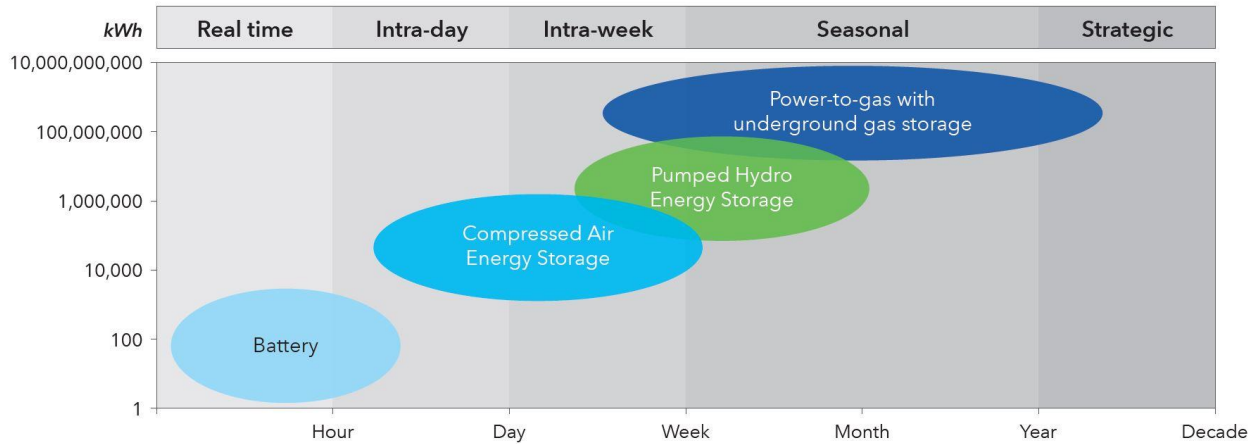 kWh Real time Intra-day Intra-week Seasonal Strategic
10,000,000,000
Power-to-gas with
underground gas storage
100,000,000
Pumped Hydro
Energy Storage
1,000,000
Compressed Air
Energy Storage
10,000
100
Battery
1
Hour Day Week Month Year Decade